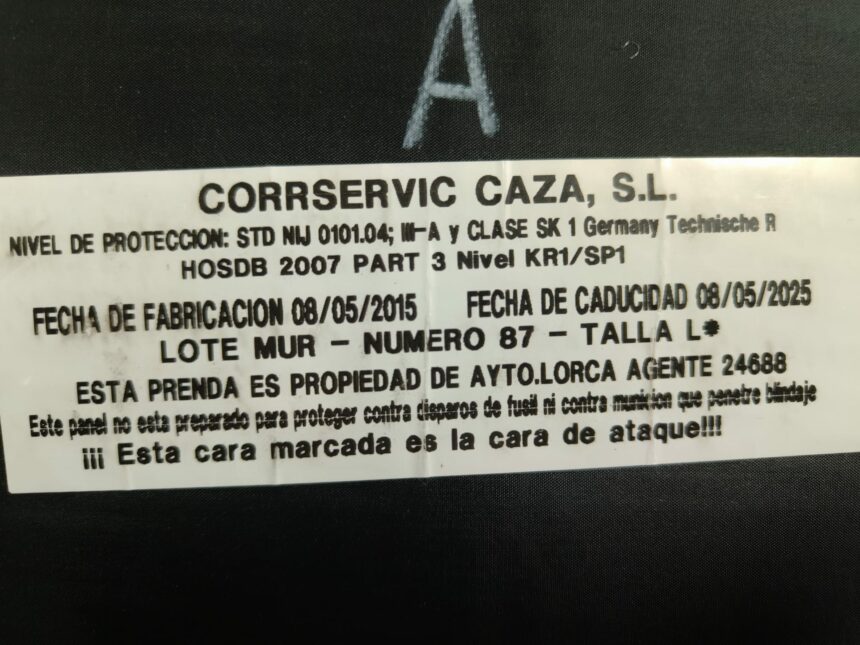 A
CORRSERVIC CAZA, S.L.
NIVEL DE PROTECCION: STD NIJ 0101.04; III-A y CLASE SK 1 Germany Technische R
HOSDB 2007 PART 3 Nivel KR1/SP1
FECHA DE FABRICACION 08/05/2015 FECHA DE CADUCIDAD 08/05/2025
LOTE MUR - NUMERO 87 - TALLA L*
ESTA PRENDA ES PROPIEDAD DE AYTO.LORCA AGENTE 24688
Este panel no esta preparado para proteger contra disparos de fusil ni contra municion que penetre blindaje
¡¡¡ Esta cara marcada es la cara de ataque!!!